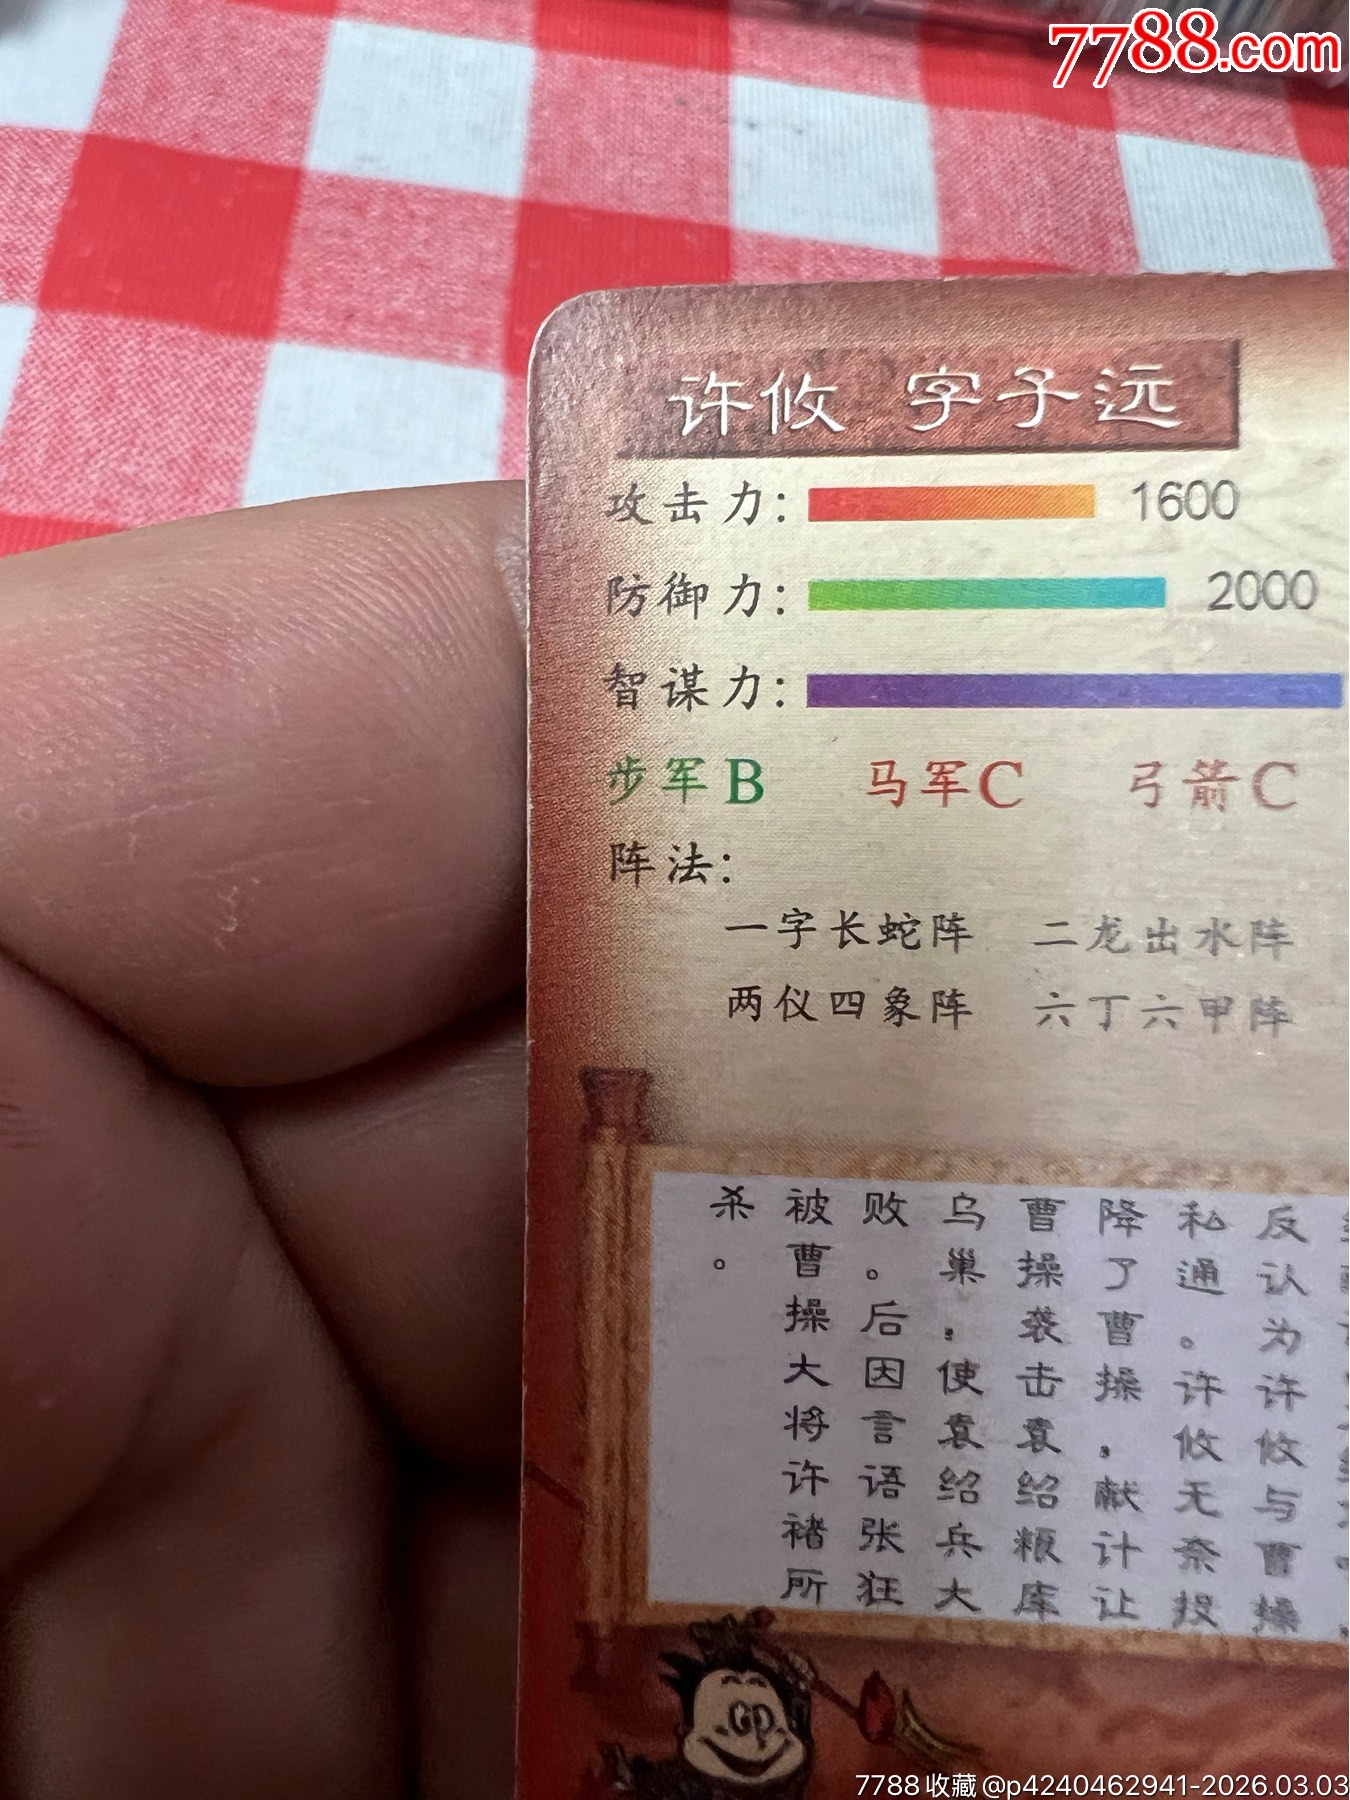 7788.com
许攸 字子远
攻击力: 1600
防御力: 2000
智谋力:
步军B 马军C 弓箭C
阵法:
一字长蛇阵 二龙出水阵
两仪四象阵 六丁六甲阵
反认为许攸与曹操
私通。许攸无奈投
降了曹操，献计让
曹操袭击袁绍粮库
乌巢，使袁绍兵大
败。后因言语张狂
被曹操大将许褚所
杀。
7788收藏@p4240462941-2026.03.03